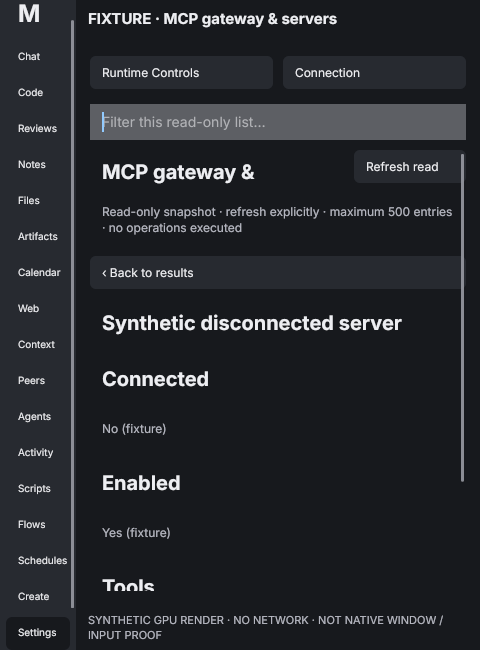 M
FIXTURE · MCP gateway & servers
Chat
Code
Reviews
Notes
Files
Artifacts
Calendar
Web
Context
Peers
Agents
Activity
Scripts
Flows
Schedules
Create
Settings
Runtime Controls
Connection
Filter this read-only list...
MCP gateway &
Refresh read
Read-only snapshot · refresh explicitly · maximum 500 entries
· no operations executed
‹ Back to results
Synthetic disconnected server
Connected
No (fixture)
Enabled
Yes (fixture)
Tools
SYNTHETIC GPU RENDER · NO NETWORK · NOT NATIVE WINDOW /
INPUT PROOF